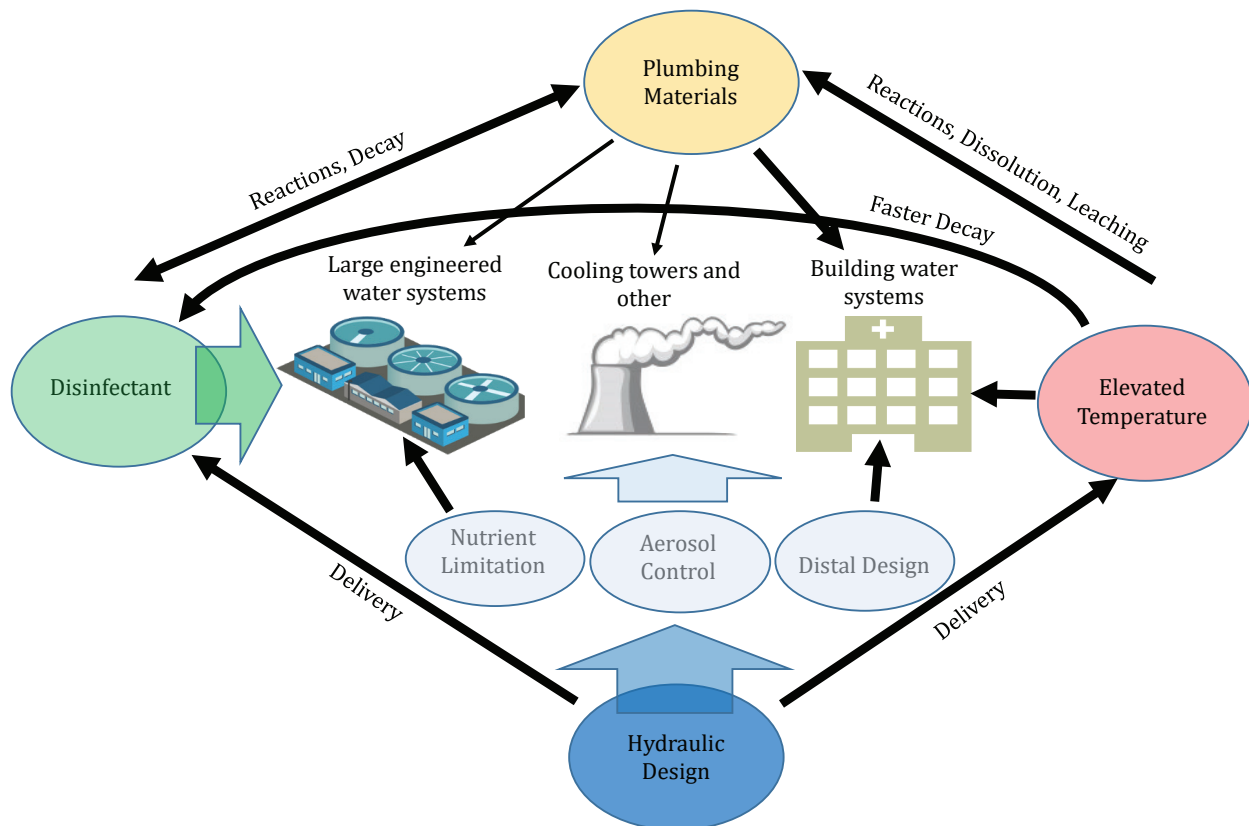 Plumbing
Materials
Reactions, Decay
Reactions, Dissolution, Leaching
Faster Decay
Large engineered
water systems
Cooling towers and
other
Building water
systems
Disinfectant
Elevated
Temperature
Nutrient
Limitation
Aerosol
Control
Distal Design
Delivery
Delivery
Hydraulic
Design